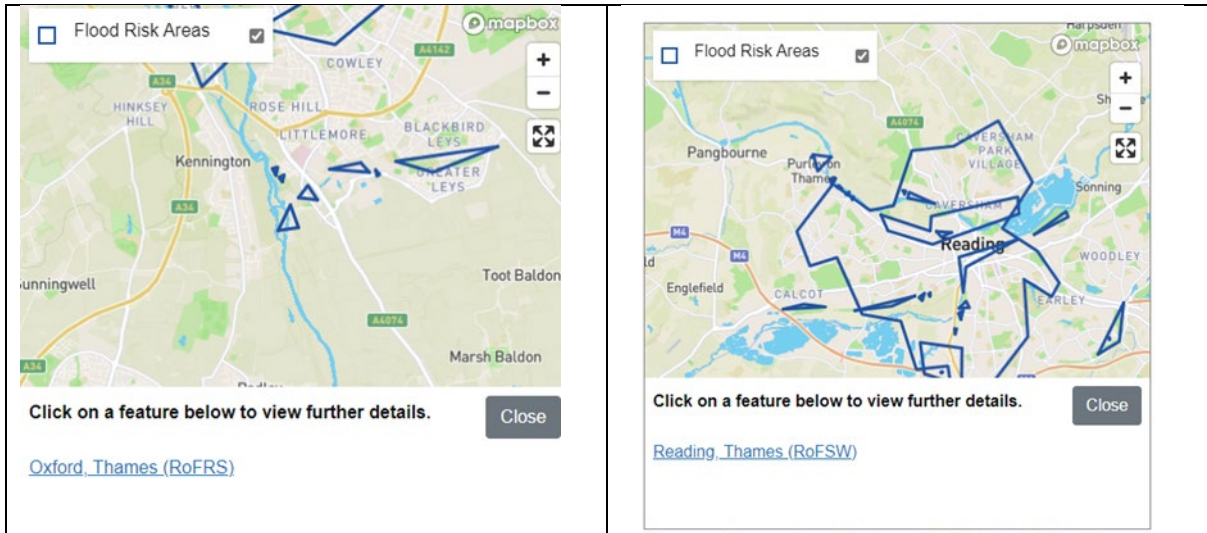 Flood Risk Areas
mapbox
A4142
COWLEY
A34
HINKSEY
HILL
ROSE HILL
LITTLEMORE
BLACKBIRD
LEYS
Kennington
GREATER
LEYS
A34
Toot Baldon
A4074
Marsh Baldon
A34
Click on a feature below to view further details.
Close
Oxford, Thames (RoFRS)
Flood Risk Areas
Harpsden
mapbox
A4074
CAVERSHAM
PARK
VILLAGE
Pangbourne
Purley on
Thames
Sonning
CAVERSHAM
M4
Reading
M4
WOODLEY
Englefield
CALCOT
EARLEY
Click on a feature below to view further details.
Close
Reading, Thames (RoFSW)